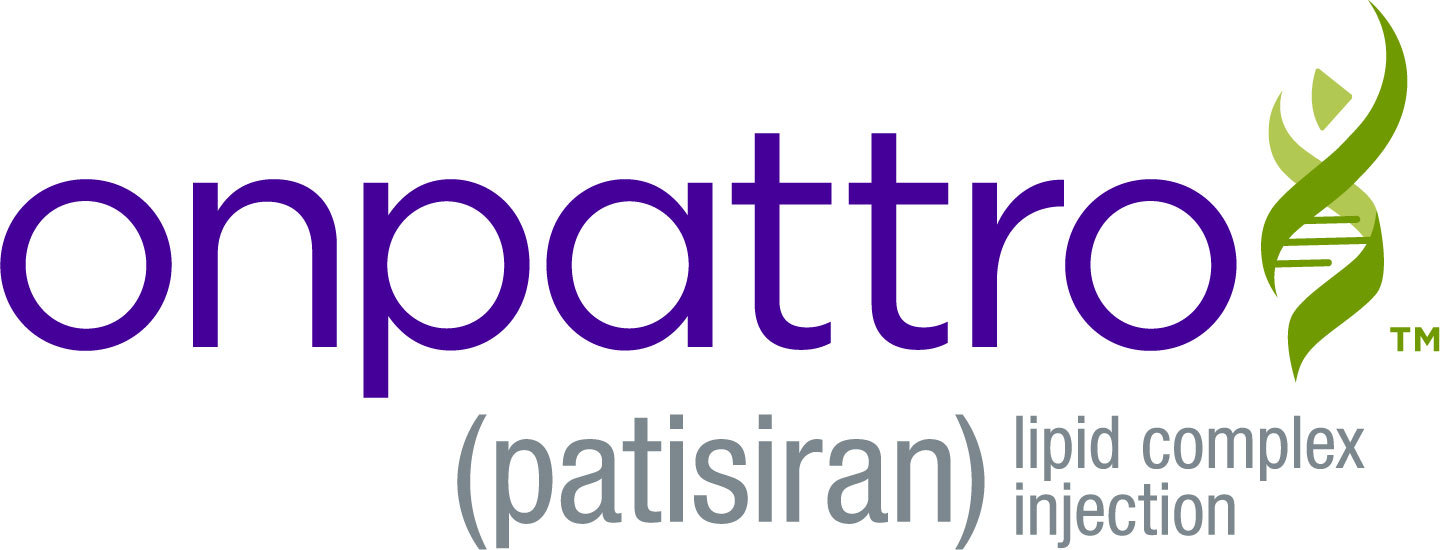 onpattro™
(patisiran) lipid complex
injection